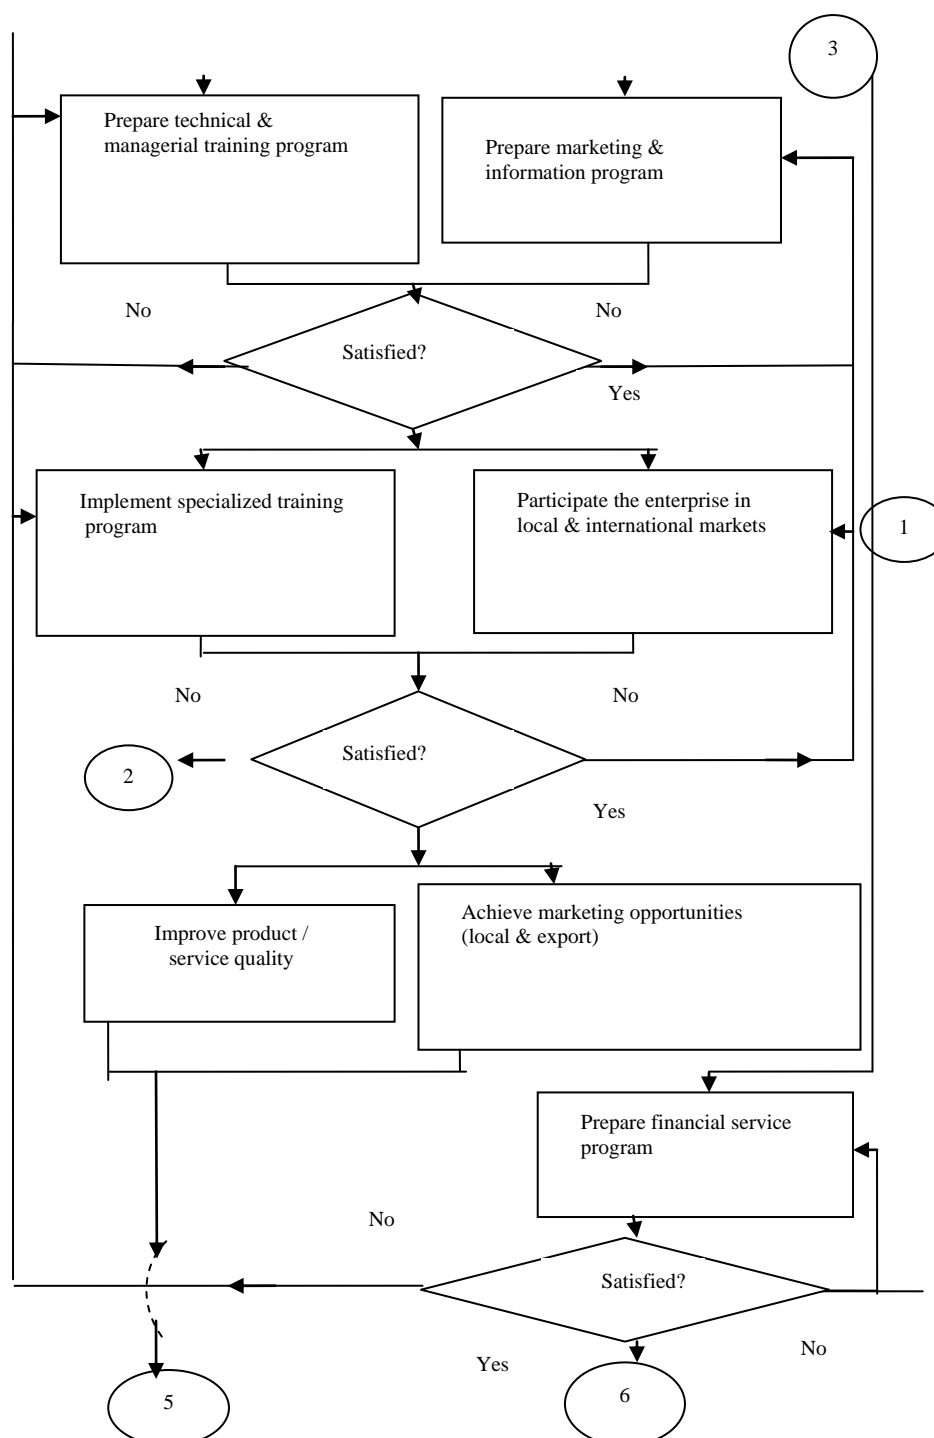 3
Prepare technical &
managerial training program
Prepare marketing &
information program
No
No
Satisfied?
Yes
Implement specialized training
program
Participate the enterprise in
local & international markets
1
No
No
Satisfied?
2
Yes
Improve product /
service quality
Achieve marketing opportunities
(local & export)
Prepare financial service
program
No
Satisfied?
No
Yes
5
6